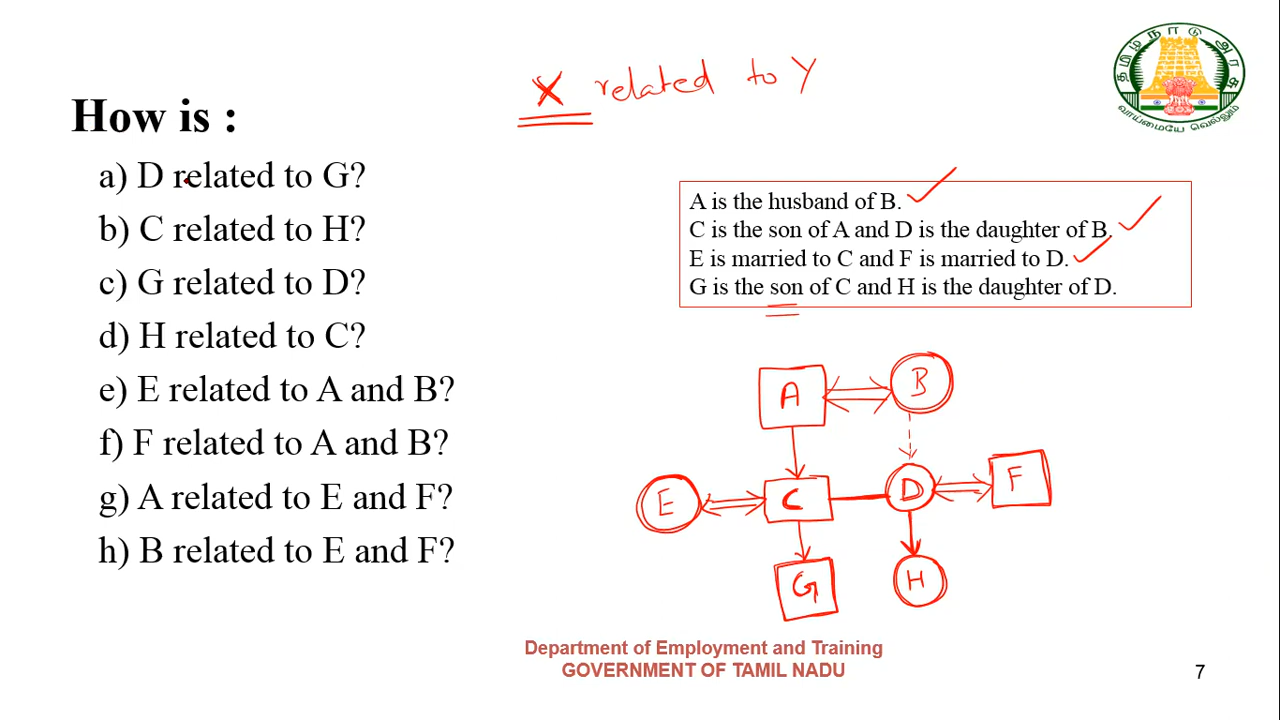 X related to Y
How is :
a) D related to G?
b) C related to H?
c) G related to D?
d) H related to C?
e) E related to A and B?
f) F related to A and B?
g) A related to E and F?
h) B related to E and F?
தமிழ்நாடு அரசு
வாய்மையே வெல்லும்
A is the husband of B.
C is the son of A and D is the daughter of B.
E is married to C and F is married to D.
G is the son of C and H is the daughter of D.
A B
E C D F
G H
Department of Employment and Training
GOVERNMENT OF TAMIL NADU
7